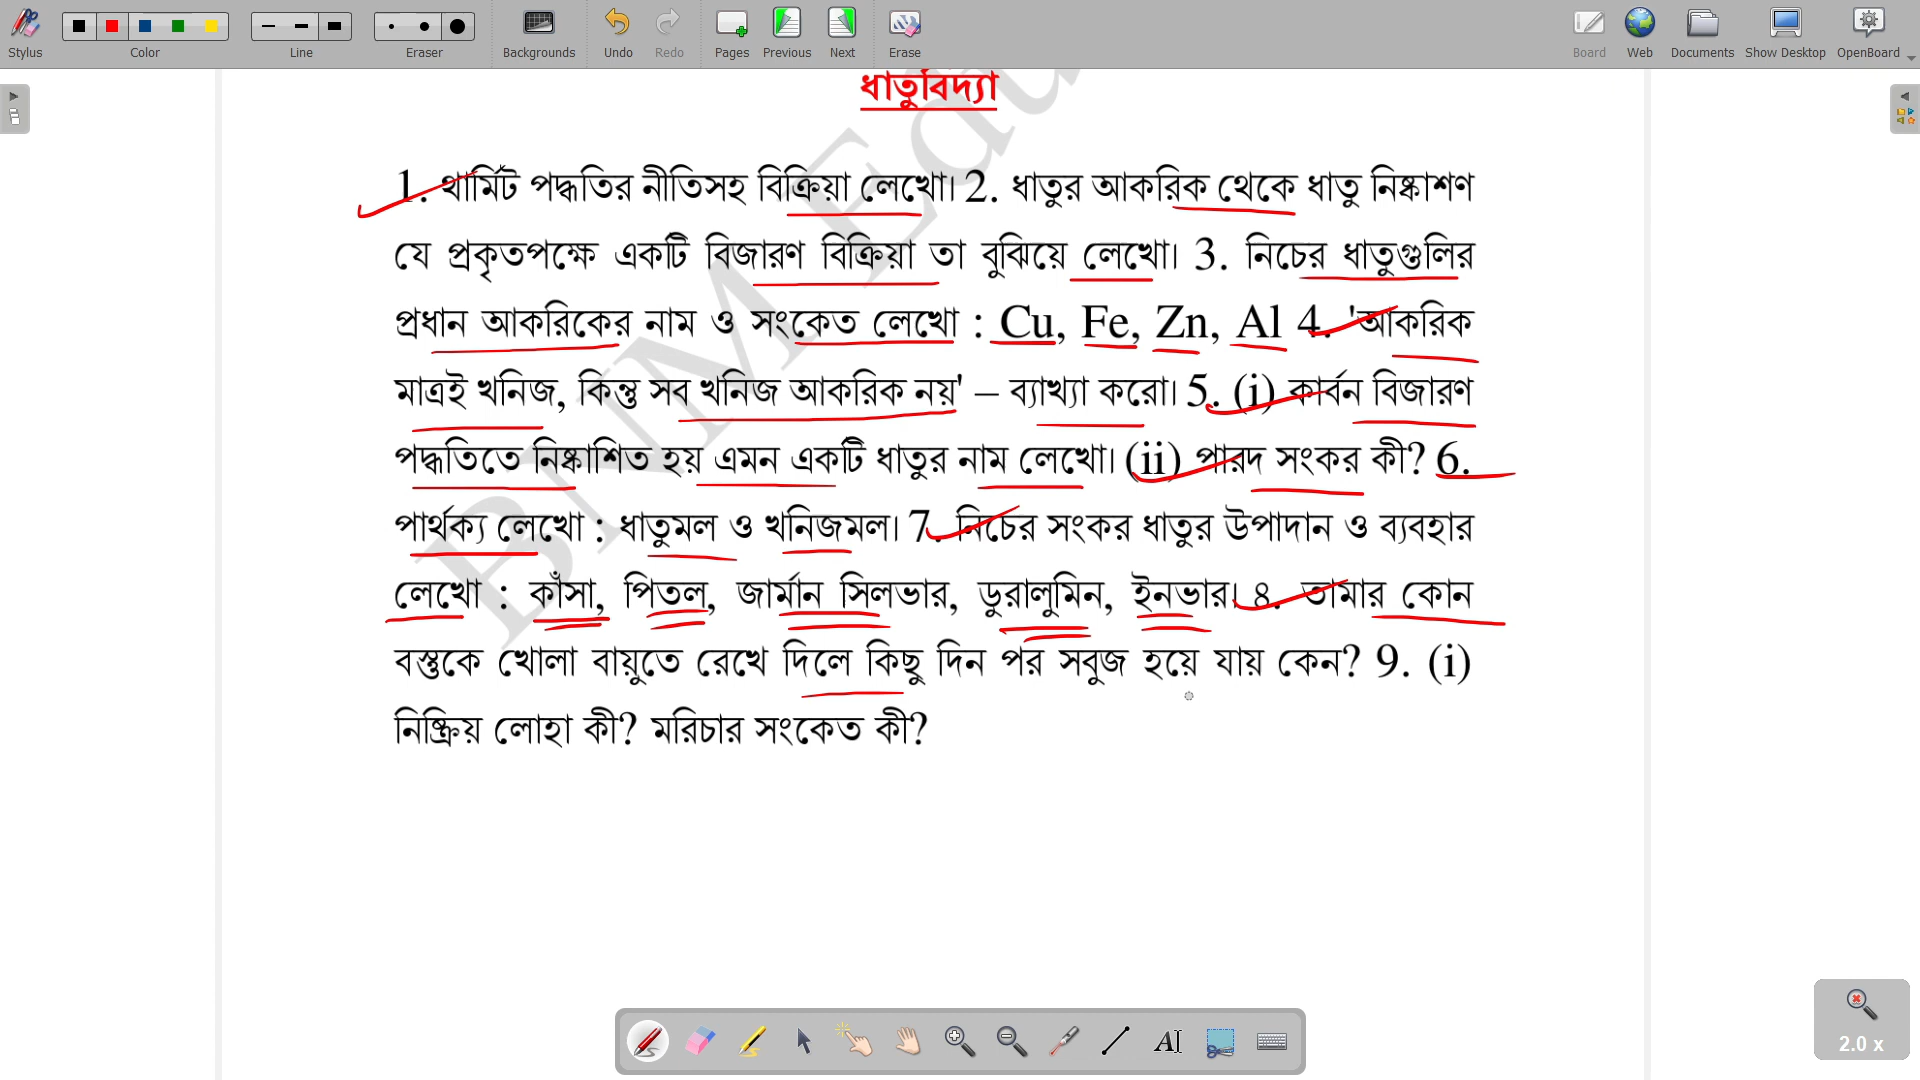 Stylus Color Line Eraser Backgrounds Undo Redo Pages Previous Next Erase Board Web Documents Show Desktop OpenBoard
ধাতুবিদ্যা
1. থার্মিট পদ্ধতির নীতিসহ বিক্রিয়া লেখো। 2. ধাতুর আকরিক থেকে ধাতু নিষ্কাশণ
যে প্রকৃতপক্ষে একটি বিজারণ বিক্রিয়া তা বুঝিয়ে লেখো। 3. নিচের ধাতুগুলির
প্রধান আকরিকের নাম ও সংকেত লেখো : Cu, Fe, Zn, Al 4. 'আকরিক
মাত্রই খনিজ, কিন্তু সব খনিজ আকরিক নয়' – ব্যাখ্যা করো। 5. (i) কার্বন বিজারণ
পদ্ধতিতে নিষ্কাশিত হয় এমন একটি ধাতুর নাম লেখো। (ii) পারদ সংকর কী? 6.
পার্থক্য লেখো : ধাতুমল ও খনিজমল। 7. নিচের সংকর ধাতুর উপাদান ও ব্যবহার
লেখো : কাঁসা, পিতল, জার্মান সিলভার, ডুরালুমিন, ইনভার। ৪. তামার কোন
বস্তুকে খোলা বায়ুতে রেখে দিলে কিছু দিন পর সবুজ হয়ে যায় কেন? 9. (i)
নিষ্ক্রিয় লোহা কী? মরিচার সংকেত কী?
BNM Edu
2.0 x